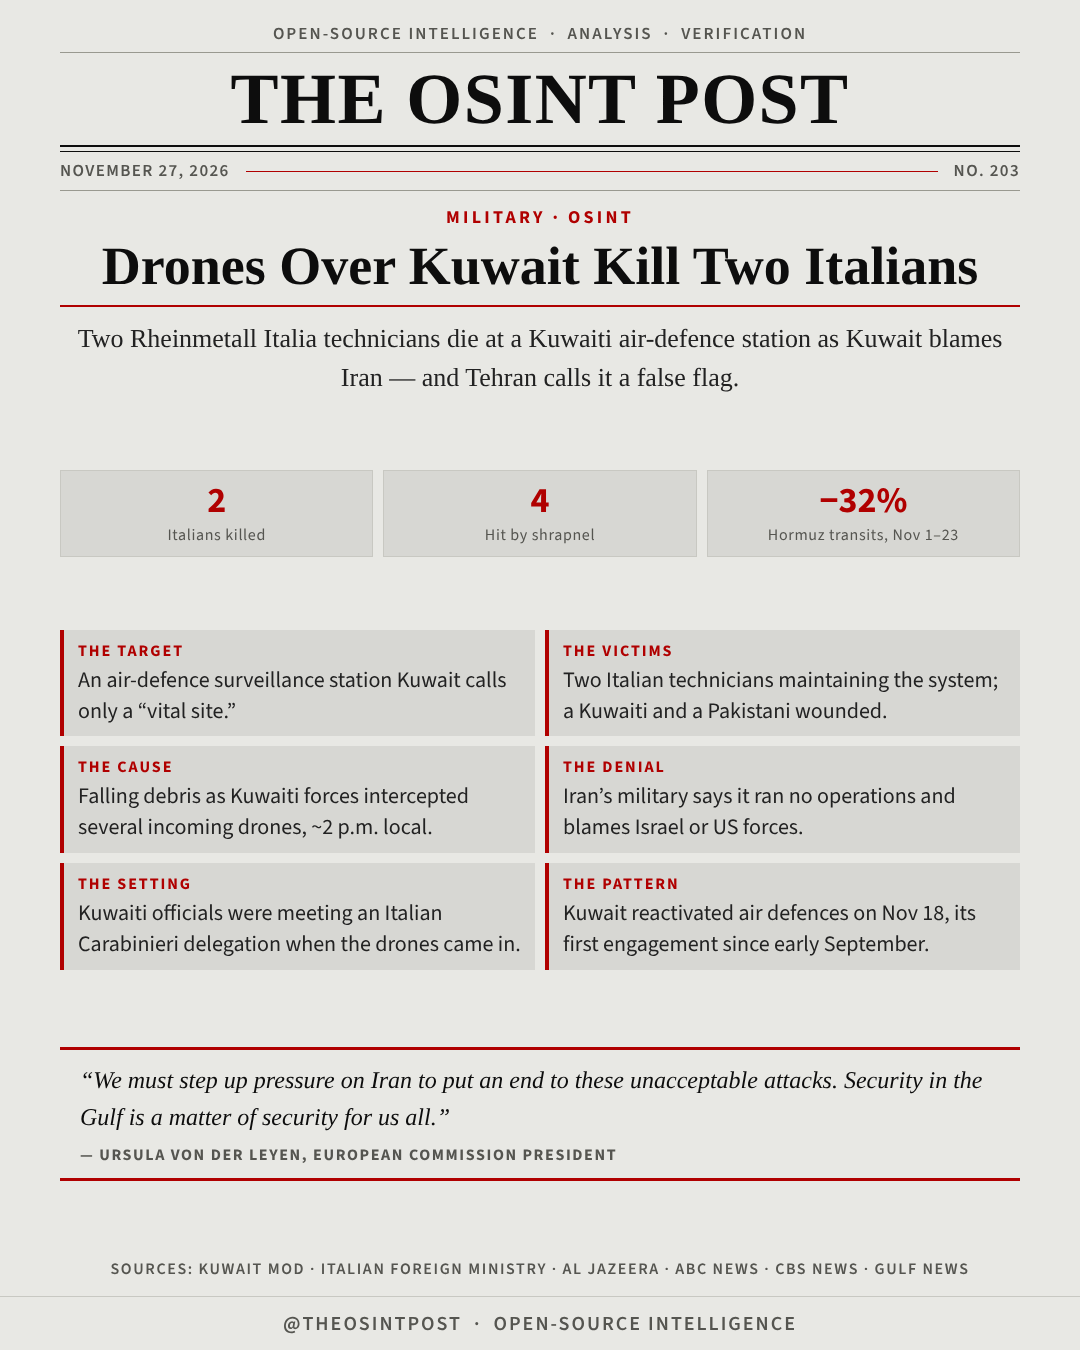 OPEN-SOURCE INTELLIGENCE · ANALYSIS · VERIFICATION
THE OSINT POST
NOVEMBER 27, 2026 NO. 203
MILITARY · OSINT
Drones Over Kuwait Kill Two Italians
Two Rheinmetall Italia technicians die at a Kuwaiti air-defence station as Kuwait blames
Iran — and Tehran calls it a false flag.
2
Italians killed
4
Hit by shrapnel
−32%
Hormuz transits, Nov 1–23
THE TARGET
An air-defence surveillance station Kuwait calls
only a “vital site.”
THE VICTIMS
Two Italian technicians maintaining the system;
a Kuwaiti and a Pakistani wounded.
THE CAUSE
Falling debris as Kuwaiti forces intercepted
several incoming drones, ~2 p.m. local.
THE DENIAL
Iran’s military says it ran no operations and
blames Israel or US forces.
THE SETTING
Kuwaiti officials were meeting an Italian
Carabinieri delegation when the drones came in.
THE PATTERN
Kuwait reactivated air defences on Nov 18, its
first engagement since early September.
“We must step up pressure on Iran to put an end to these unacceptable attacks. Security in the
Gulf is a matter of security for us all.”
— URSULA VON DER LEYEN, EUROPEAN COMMISSION PRESIDENT
SOURCES: KUWAIT MOD · ITALIAN FOREIGN MINISTRY · AL JAZEERA · ABC NEWS · CBS NEWS · GULF NEWS
@THEOSINTPOST · OPEN-SOURCE INTELLIGENCE